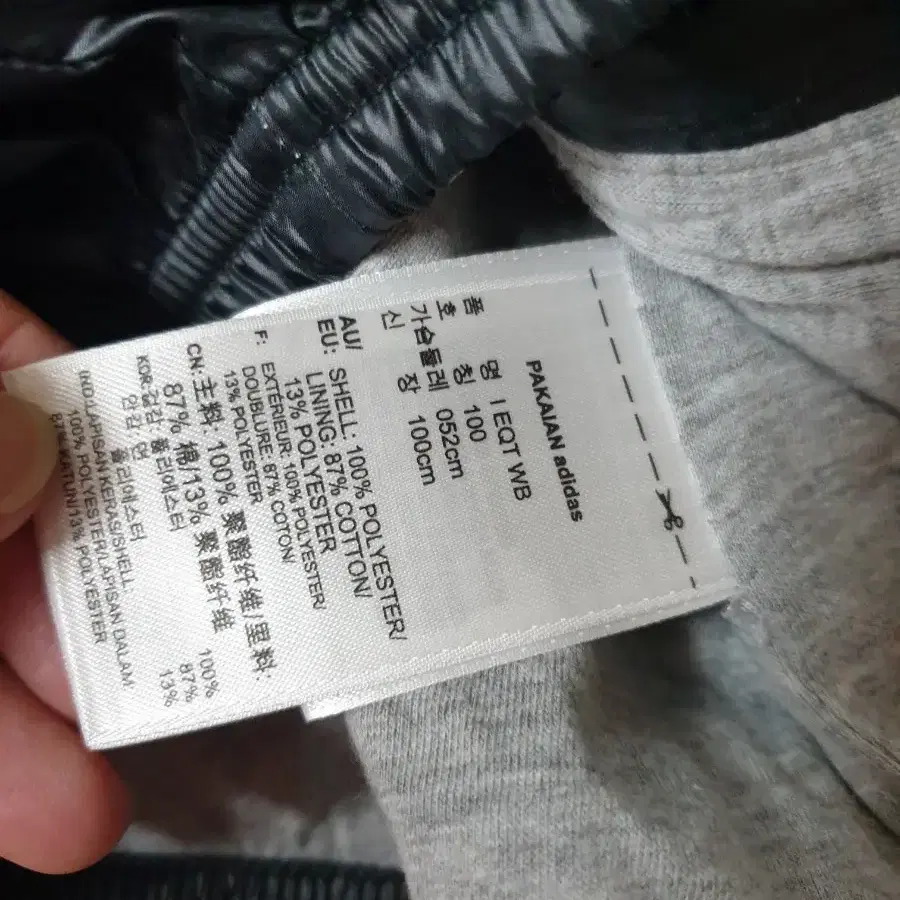 PAKAIAN adidas
품 명 I EQT WB
호 칭 100
가슴둘레 052cm
신 장 100cm
AU/
EU: SHELL: 100% POLYESTER/
LINING: 87% COTTON/
13% POLYESTER
F: EXTERIEUR: 100% POLYESTER/
DOUBLURE: 87% COTON/
13% POLYESTER
CN: 主料: 100% 聚酯纤维/里料:
87% 棉/13% 聚酯纤维
KOR:겉감: 폴리에스터 100%
안감: 면 87%
폴리에스터 13%
IND:LAPISAN KERAS/SHELL:
100% POLYESTER/LAPISAN DALAM:
87% KATUN/13% POLYESTER